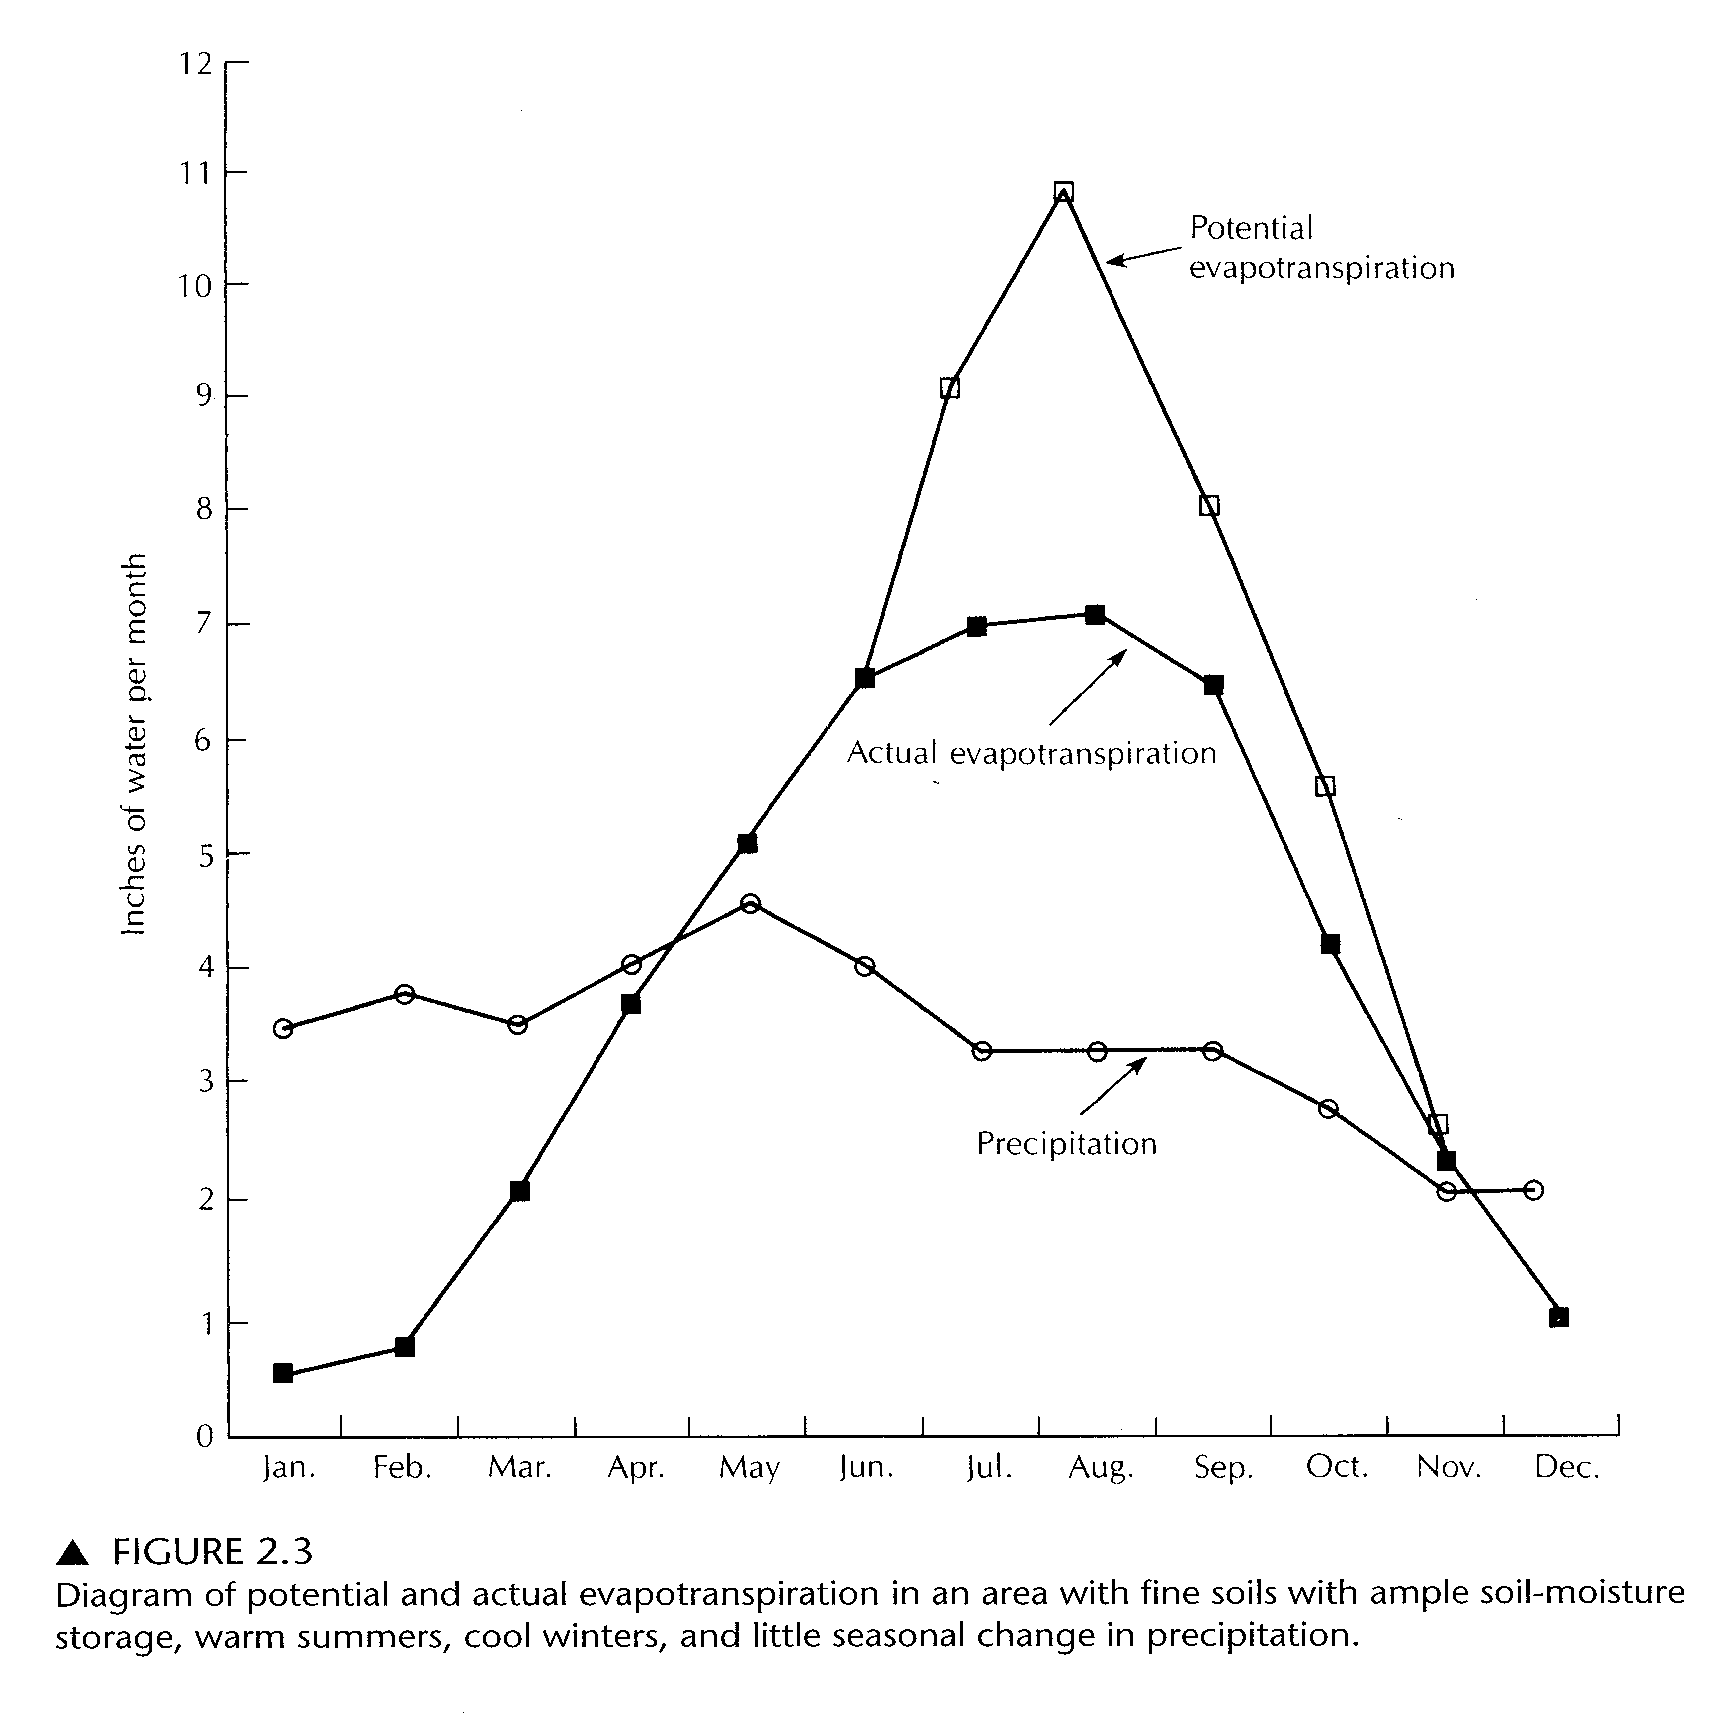 12
11
10
9
8
7
6
5
4
3
2
1
0
Inches of water per month
Potential
evapotranspiration
Actual evapotranspiration
Precipitation
Jan. Feb. Mar. Apr. May Jun. Jul. Aug. Sep. Oct. Nov. Dec.
▲ FIGURE 2.3
Diagram of potential and actual evapotranspiration in an area with fine soils with ample soil-moisture
storage, warm summers, cool winters, and little seasonal change in precipitation.